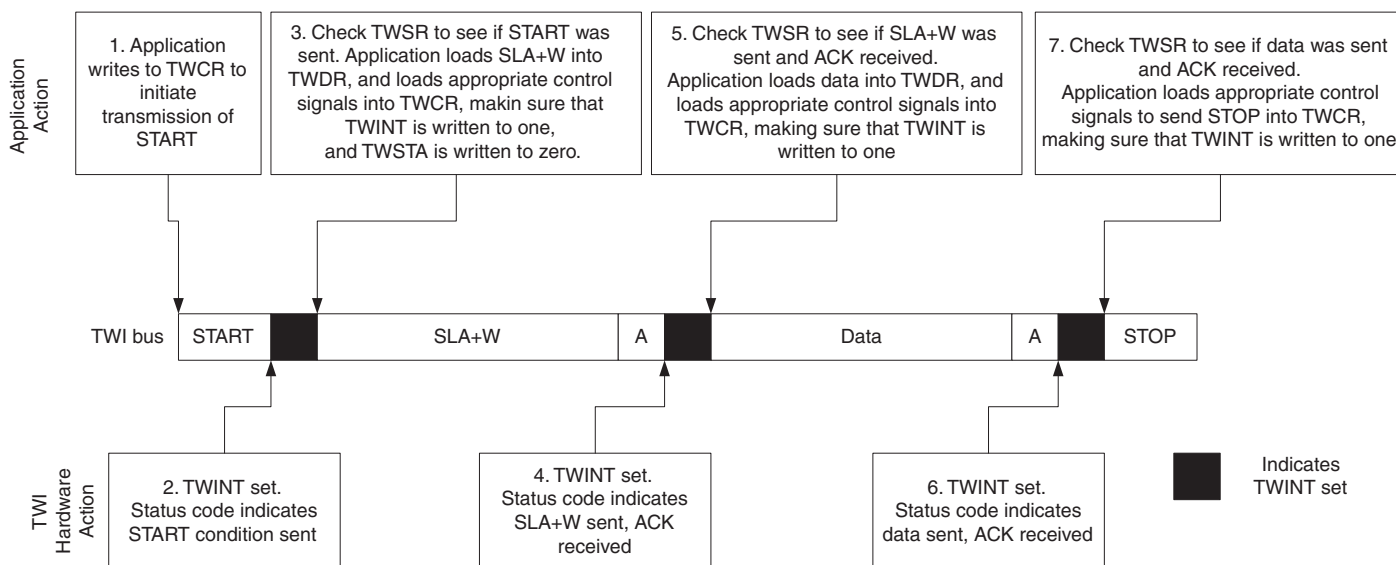 Application
Action
1. Application
writes to TWCR to
initiate
transmission of
START
3. Check TWSR to see if START was
sent. Application loads SLA+W into
TWDR, and loads appropriate control
signals into TWCR, makin sure that
TWINT is written to one,
and TWSTA is written to zero.
5. Check TWSR to see if SLA+W was
sent and ACK received.
Application loads data into TWDR, and
loads appropriate control signals into
TWCR, making sure that TWINT is
written to one
7. Check TWSR to see if data was sent
and ACK received.
Application loads appropriate control
signals to send STOP into TWCR,
making sure that TWINT is written to one
TWI bus
START
SLA+W
A
Data
A
STOP
TWI
Hardware
Action
2. TWINT set.
Status code indicates
START condition sent
4. TWINT set.
Status code indicates
SLA+W sent, ACK
received
6. TWINT set.
Status code indicates
data sent, ACK received
Indicates
TWINT set